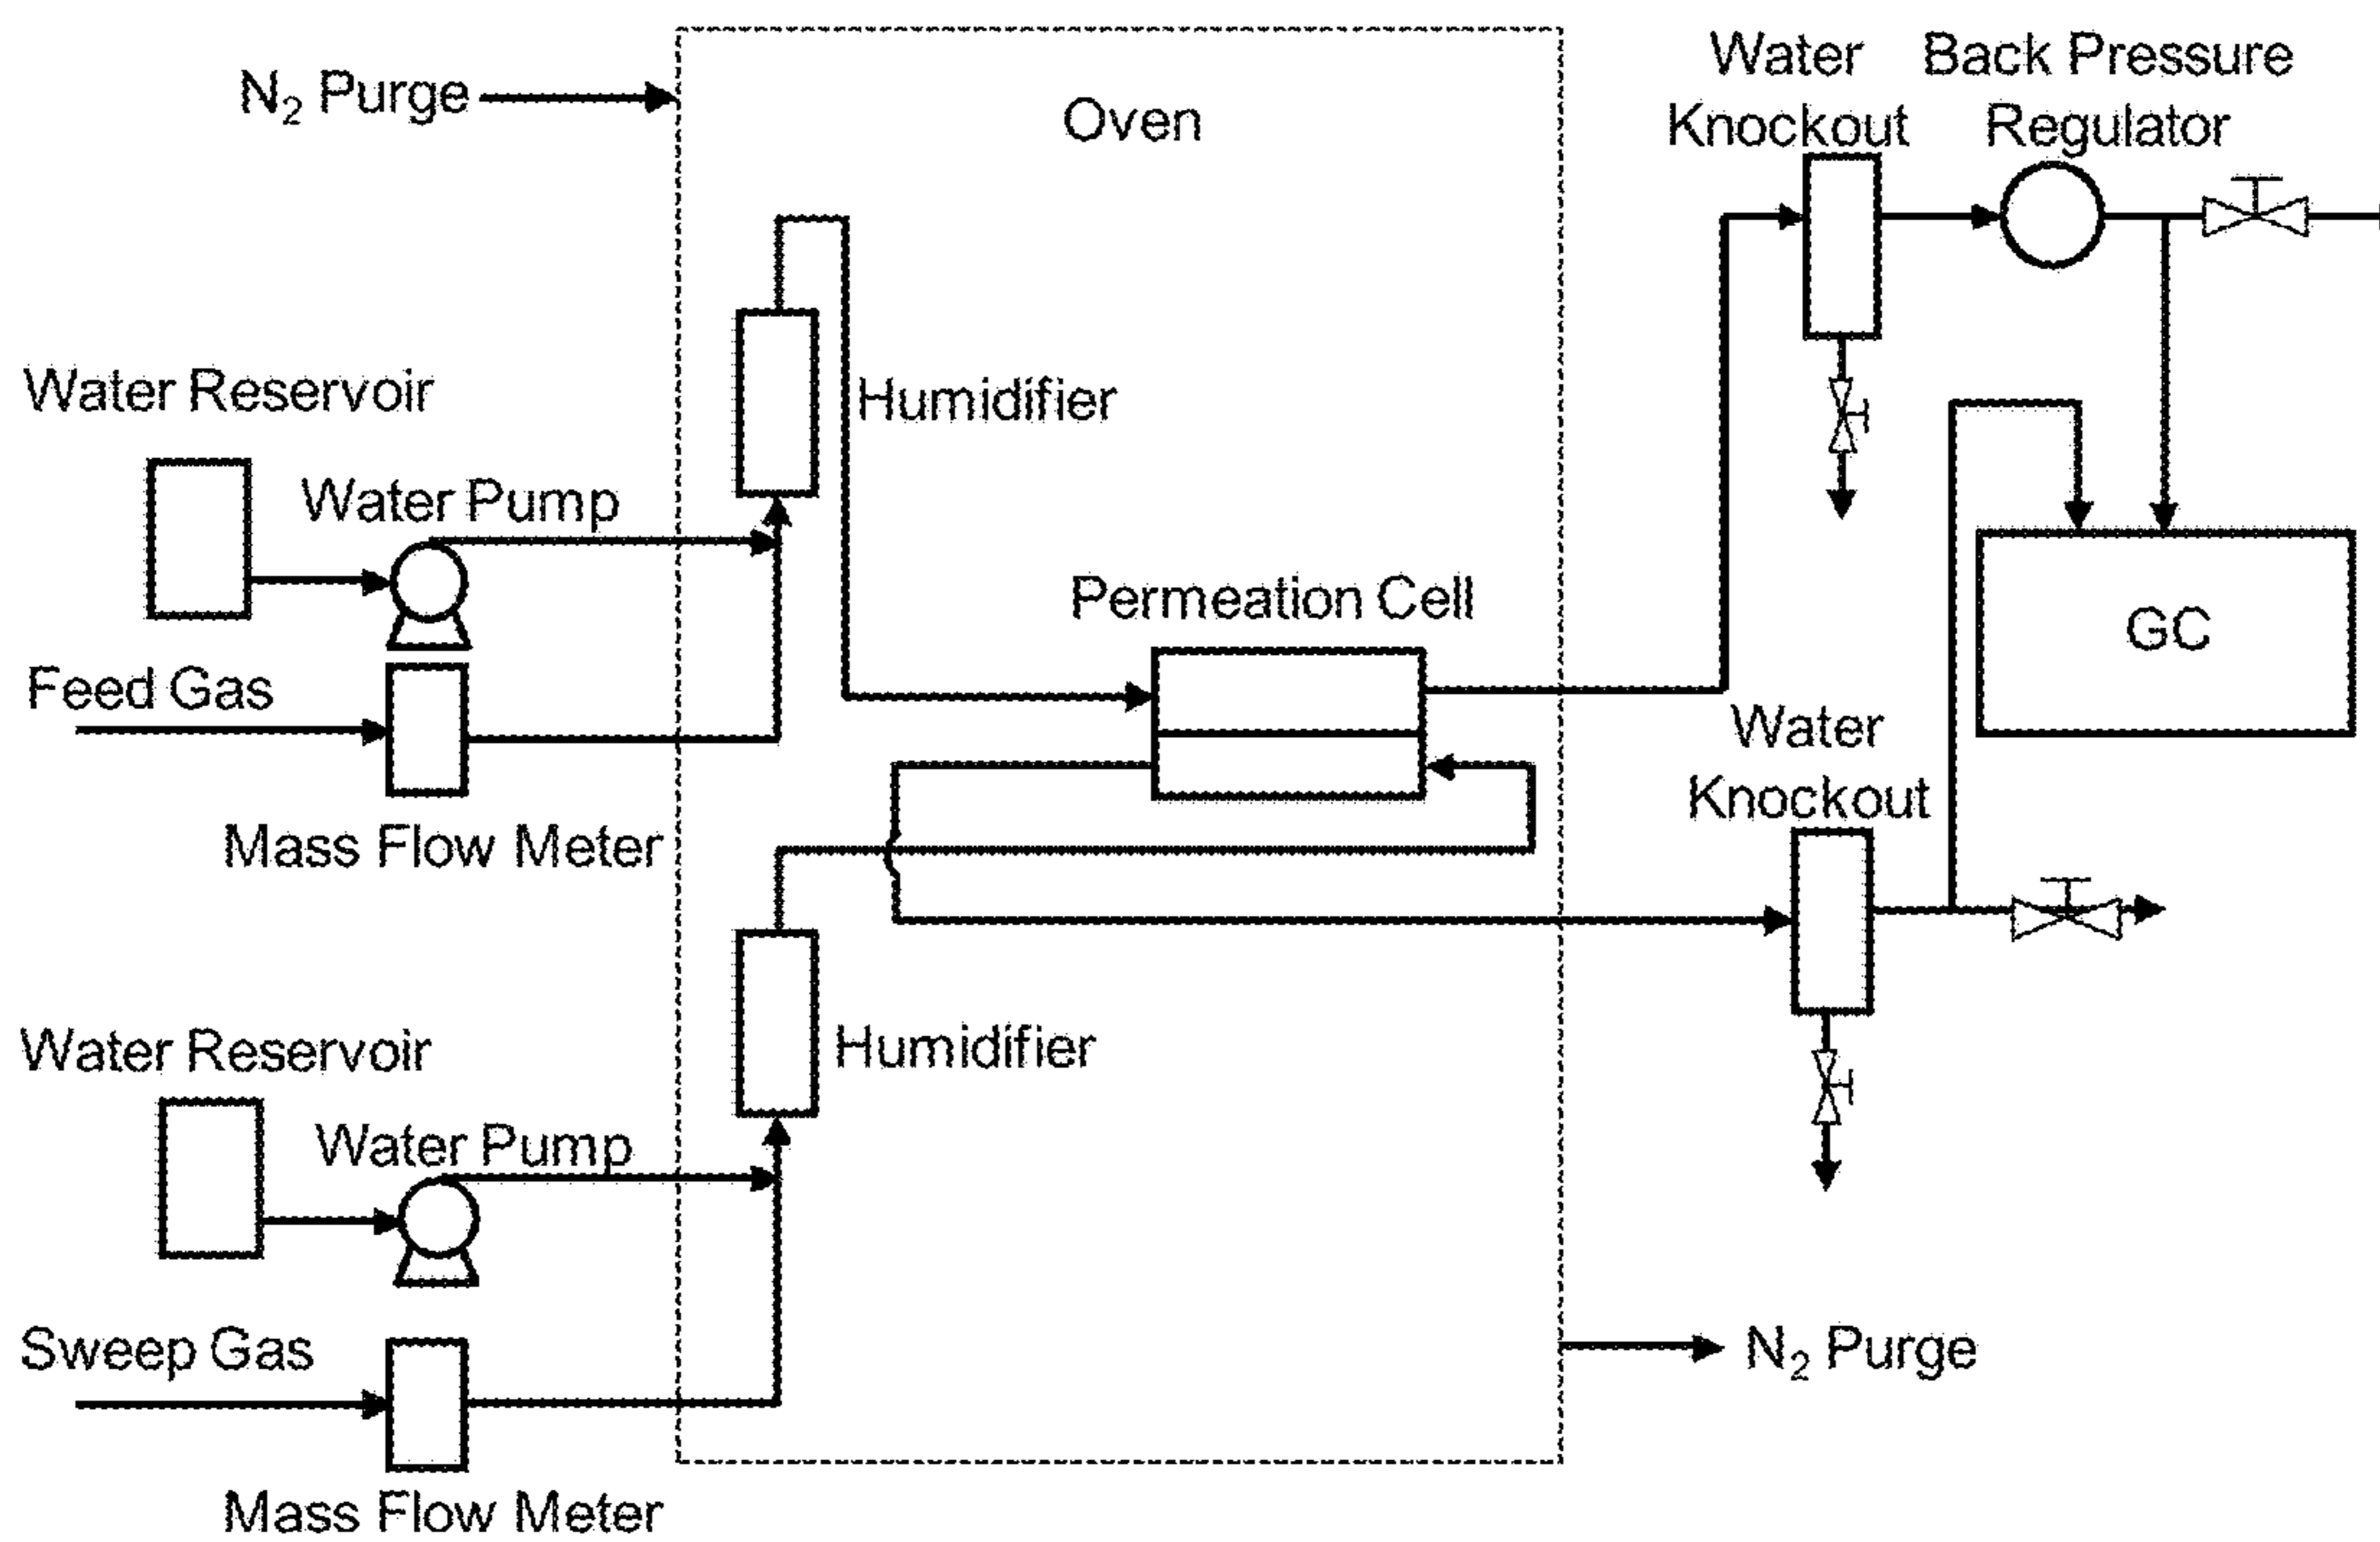 N₂ Purge
Oven
Water
Knockout
Back Pressure
Regulator
Water Reservoir
Humidifier
Water Pump
Permeation Cell
GC
Feed Gas
Water
Knockout
Mass Flow Meter
Water Reservoir
Humidifier
Water Pump
Sweep Gas
N₂ Purge
Mass Flow Meter